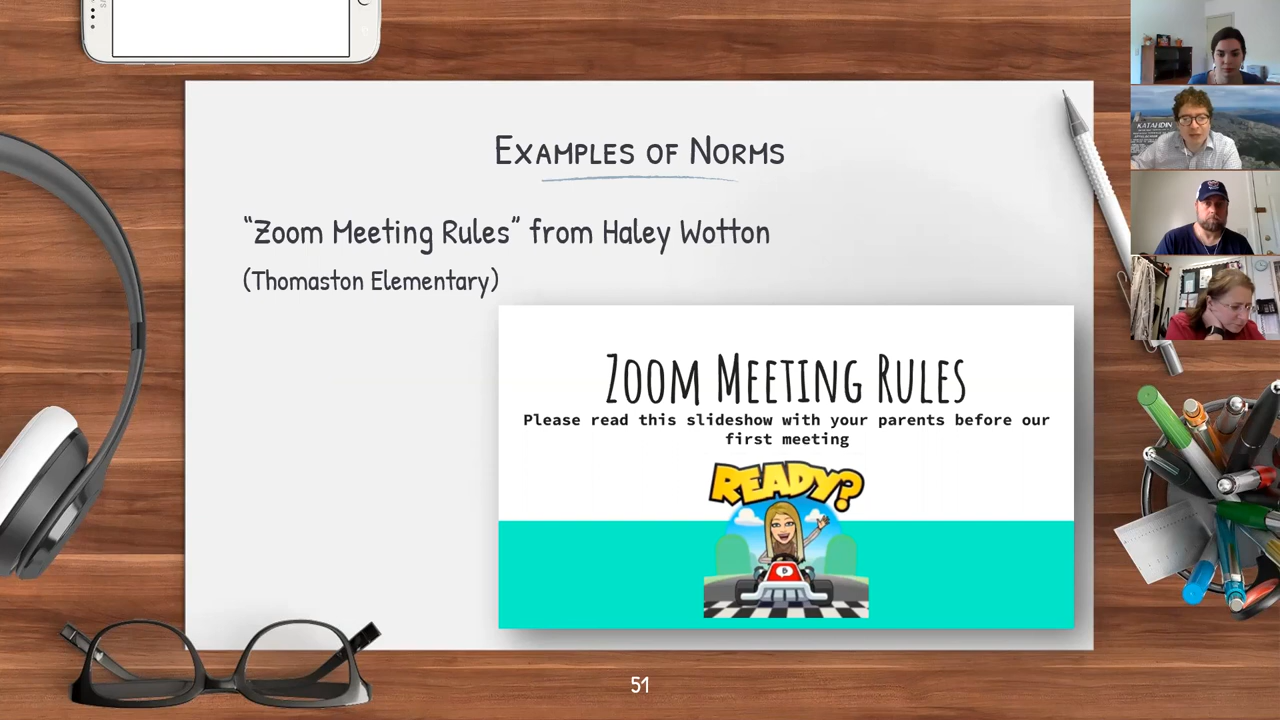 Examples of Norms
“Zoom Meeting Rules” from Haley Wotton
(Thomaston Elementary)
Zoom Meeting Rules
Please read this slideshow with your parents before our
first meeting
READY?
51
KATAHDIN